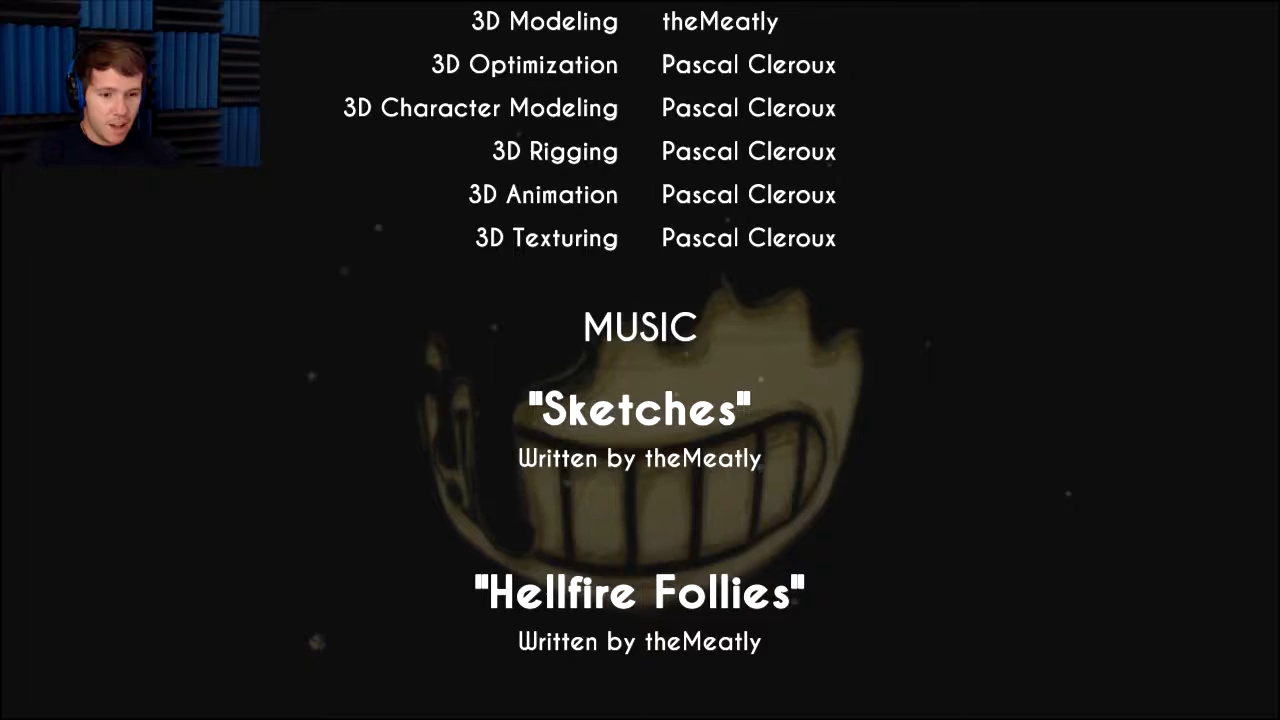 3D Modeling theMeatly
3D Optimization Pascal Cleroux
3D Character Modeling Pascal Cleroux
3D Rigging Pascal Cleroux
3D Animation Pascal Cleroux
3D Texturing Pascal Cleroux
MUSIC
"Sketches"
Written by theMeatly
"Hellfire Follies"
Written by theMeatly